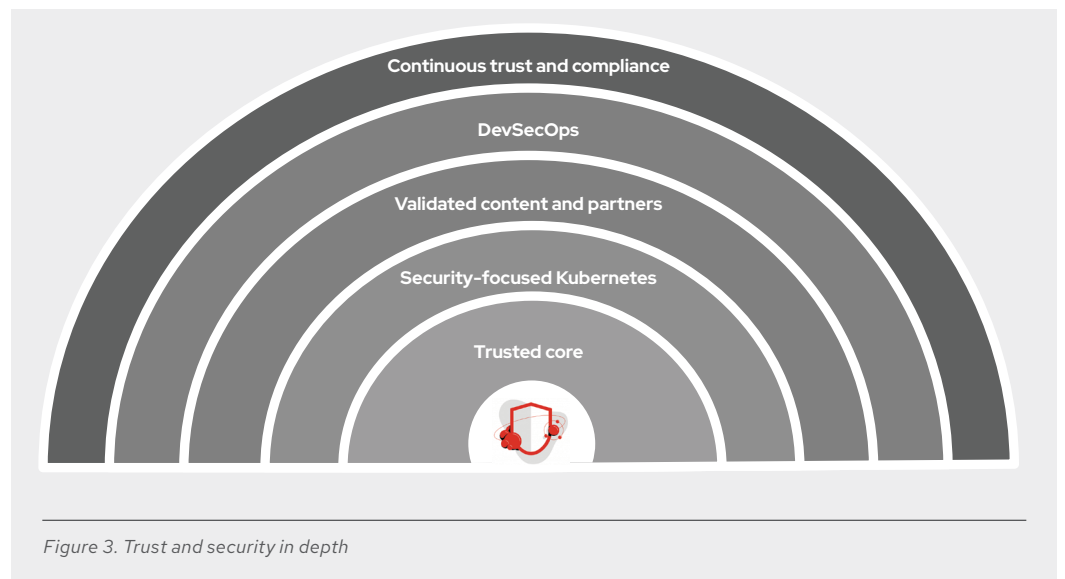 Continuous trust and compliance
DevSecOps
Validated content and partners
Security-focused Kubernetes
Trusted core
Figure 3. Trust and security in depth